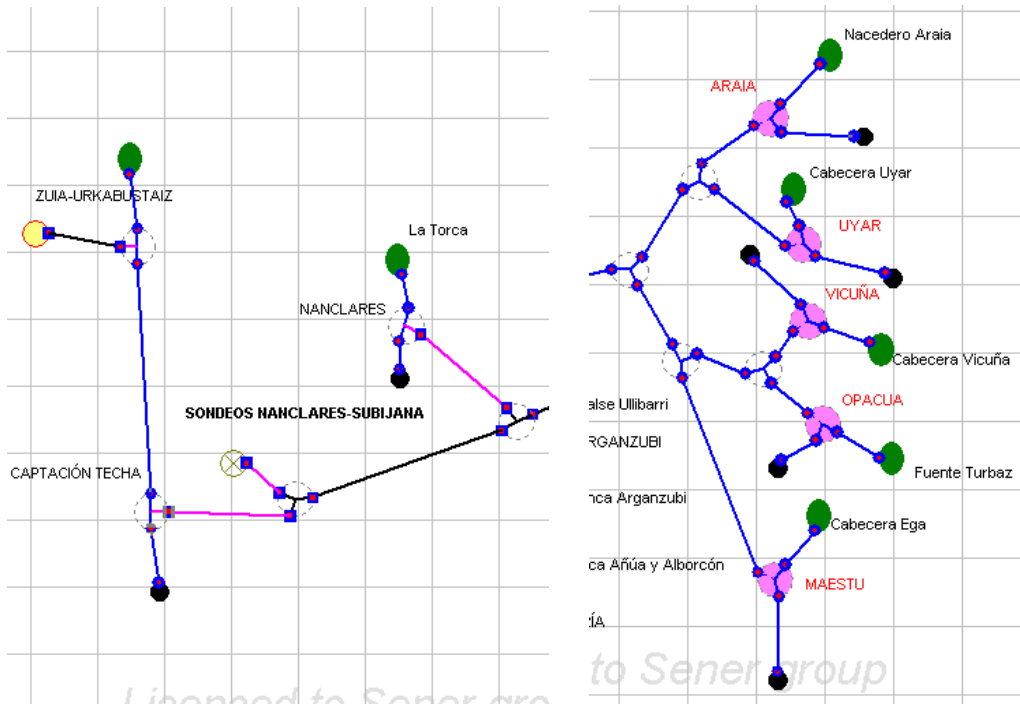 ZUIA-URKABUSTAIZ
La Torca
NANCLARES
SONDEOS NANCLARES-SUBIJANA
CAPTACIÓN TECHA
Licensed to Sener gro
Nacedero Araia
ARAIA
Cabecera Uyar
UYAR
VICUÑA
Cabecera Vicuña
alse Ullibarri
OPACUA
RGANZUBI
Fuente Turbaz
nca Arganzubi
Cabecera Ega
ca Añúa y Alborcón
MAESTU
ÍA
to Sener group